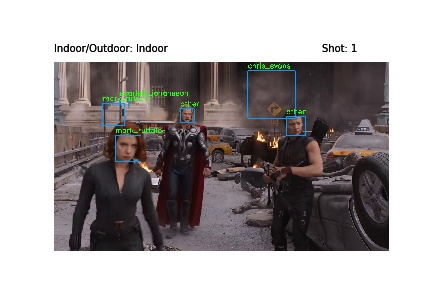 Indoor/Outdoor: Indoor Shot: 1
chris_evans
other
other
mark_ruffalo